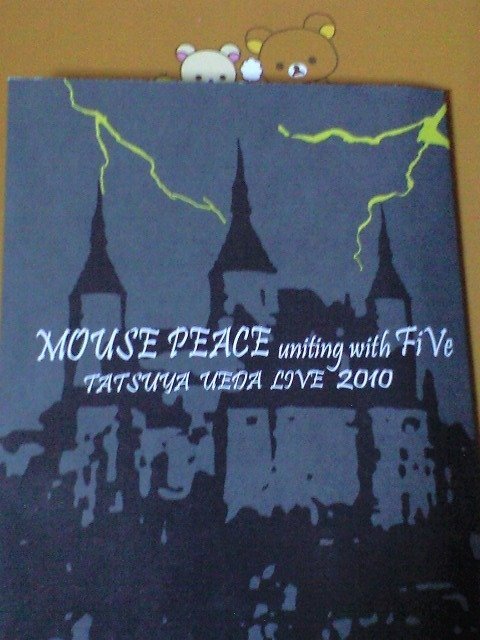 MOUSE PEACE uniting with FiVe
TATSUYA UEDA LIVE 2010